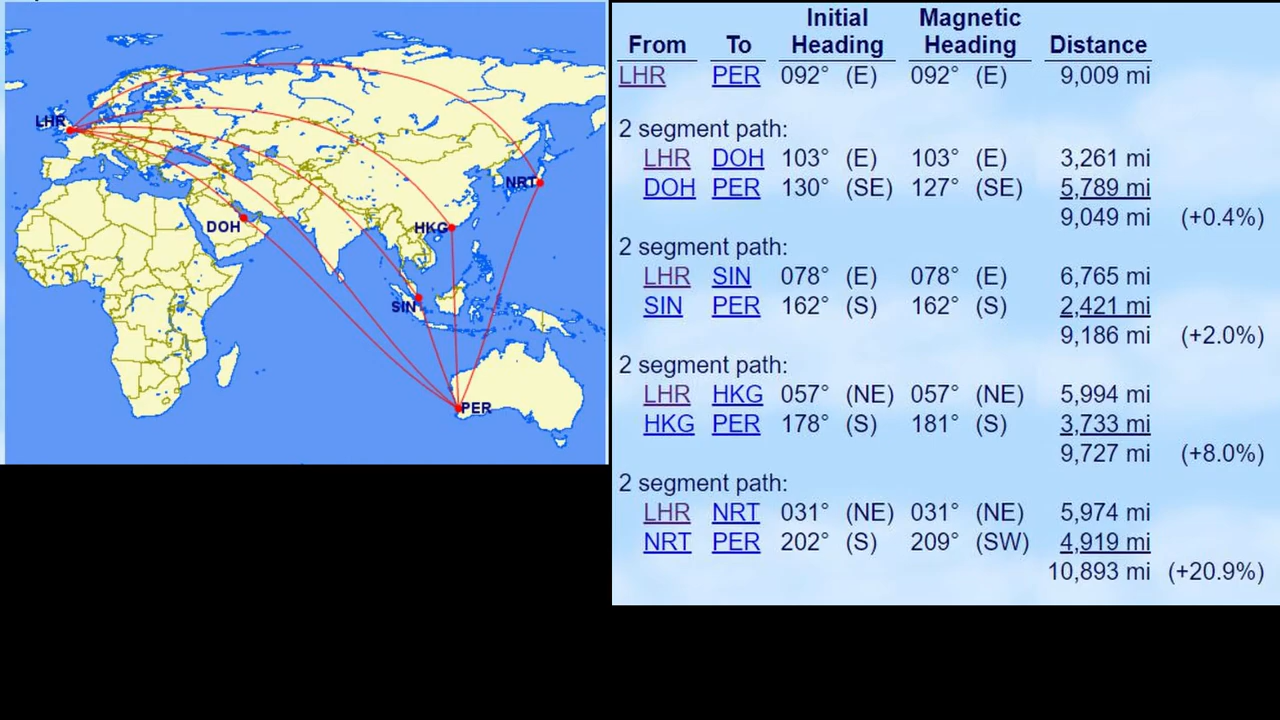 LHR
NRT
DOH
HKG
SIN
PER
Initial Magnetic
From To Heading Heading Distance
LHR PER 092° (E) 092° (E) 9,009 mi
2 segment path:
LHR DOH 103° (E) 103° (E) 3,261 mi
DOH PER 130° (SE) 127° (SE) 5,789 mi
9,049 mi (+0.4%)
2 segment path:
LHR SIN 078° (E) 078° (E) 6,765 mi
SIN PER 162° (S) 162° (S) 2,421 mi
9,186 mi (+2.0%)
2 segment path:
LHR HKG 057° (NE) 057° (NE) 5,994 mi
HKG PER 178° (S) 181° (S) 3,733 mi
9,727 mi (+8.0%)
2 segment path:
LHR NRT 031° (NE) 031° (NE) 5,974 mi
NRT PER 202° (S) 209° (SW) 4,919 mi
10,893 mi (+20.9%)